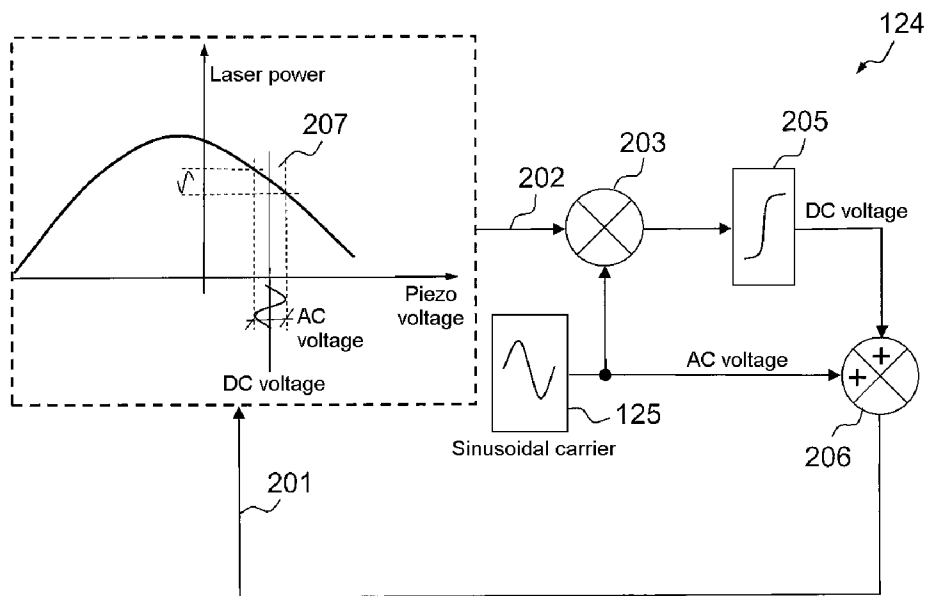 124
Laser power
207
203
205
202
DC voltage
Piezo
voltage
AC
voltage
DC voltage
AC voltage
+
+
125
Sinusoidal carrier
206
201